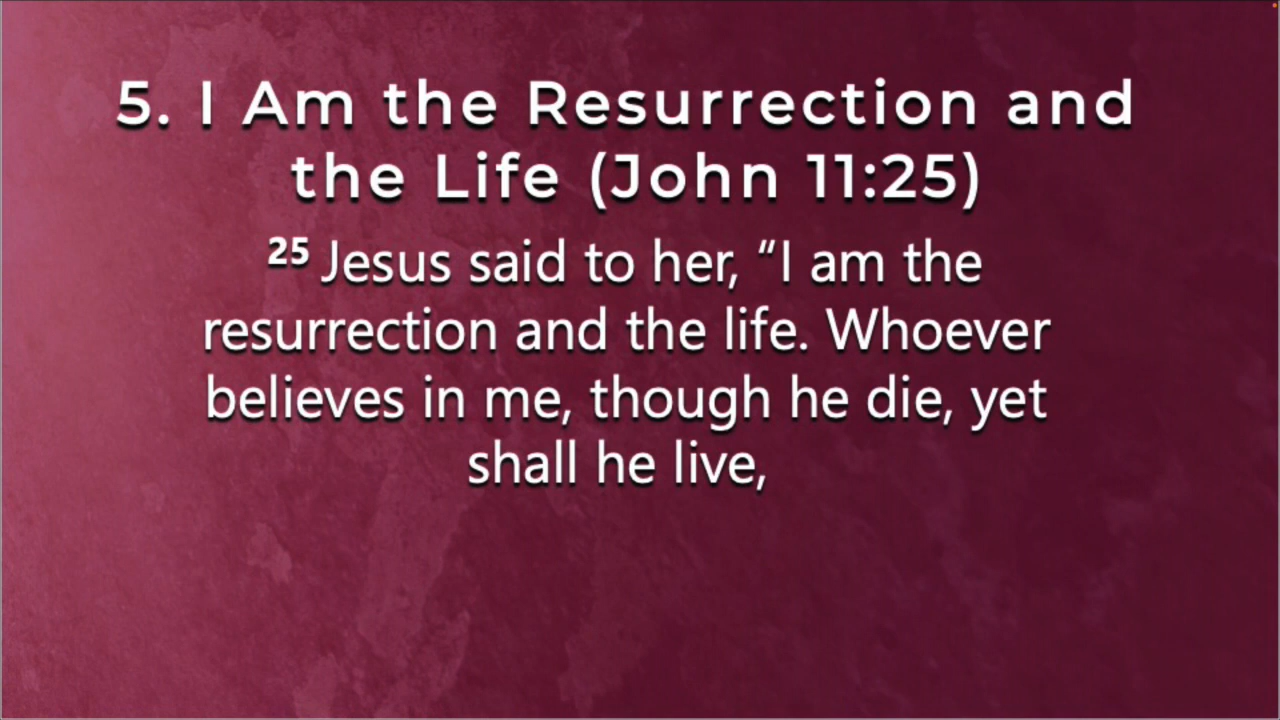 5. I Am the Resurrection and
the Life (John 11:25)
25 Jesus said to her, “I am the
resurrection and the life. Whoever
believes in me, though he die, yet
shall he live,